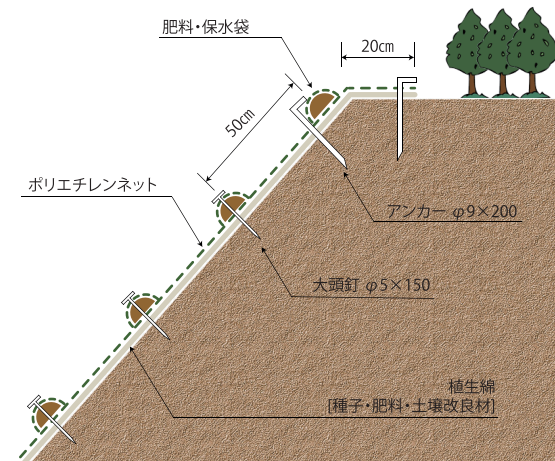 肥料・保水袋
20㎝
50㎝
ポリエチレンネット
アンカー φ9×200
大頭釘 φ5×150
植生綿
[種子・肥料・土壌改良材]